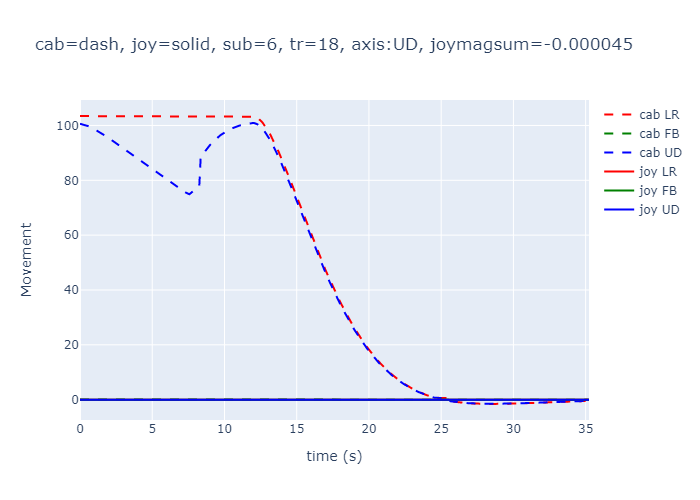 cab=dash, joy=solid, sub=6, tr=18, axis:UD, joymagsum=-0.000045
100
80
60
40
20
0
Movement
0 5 10 15 20 25 30 35
time (s)
cab LR
cab FB
cab UD
joy LR
joy FB
joy UD